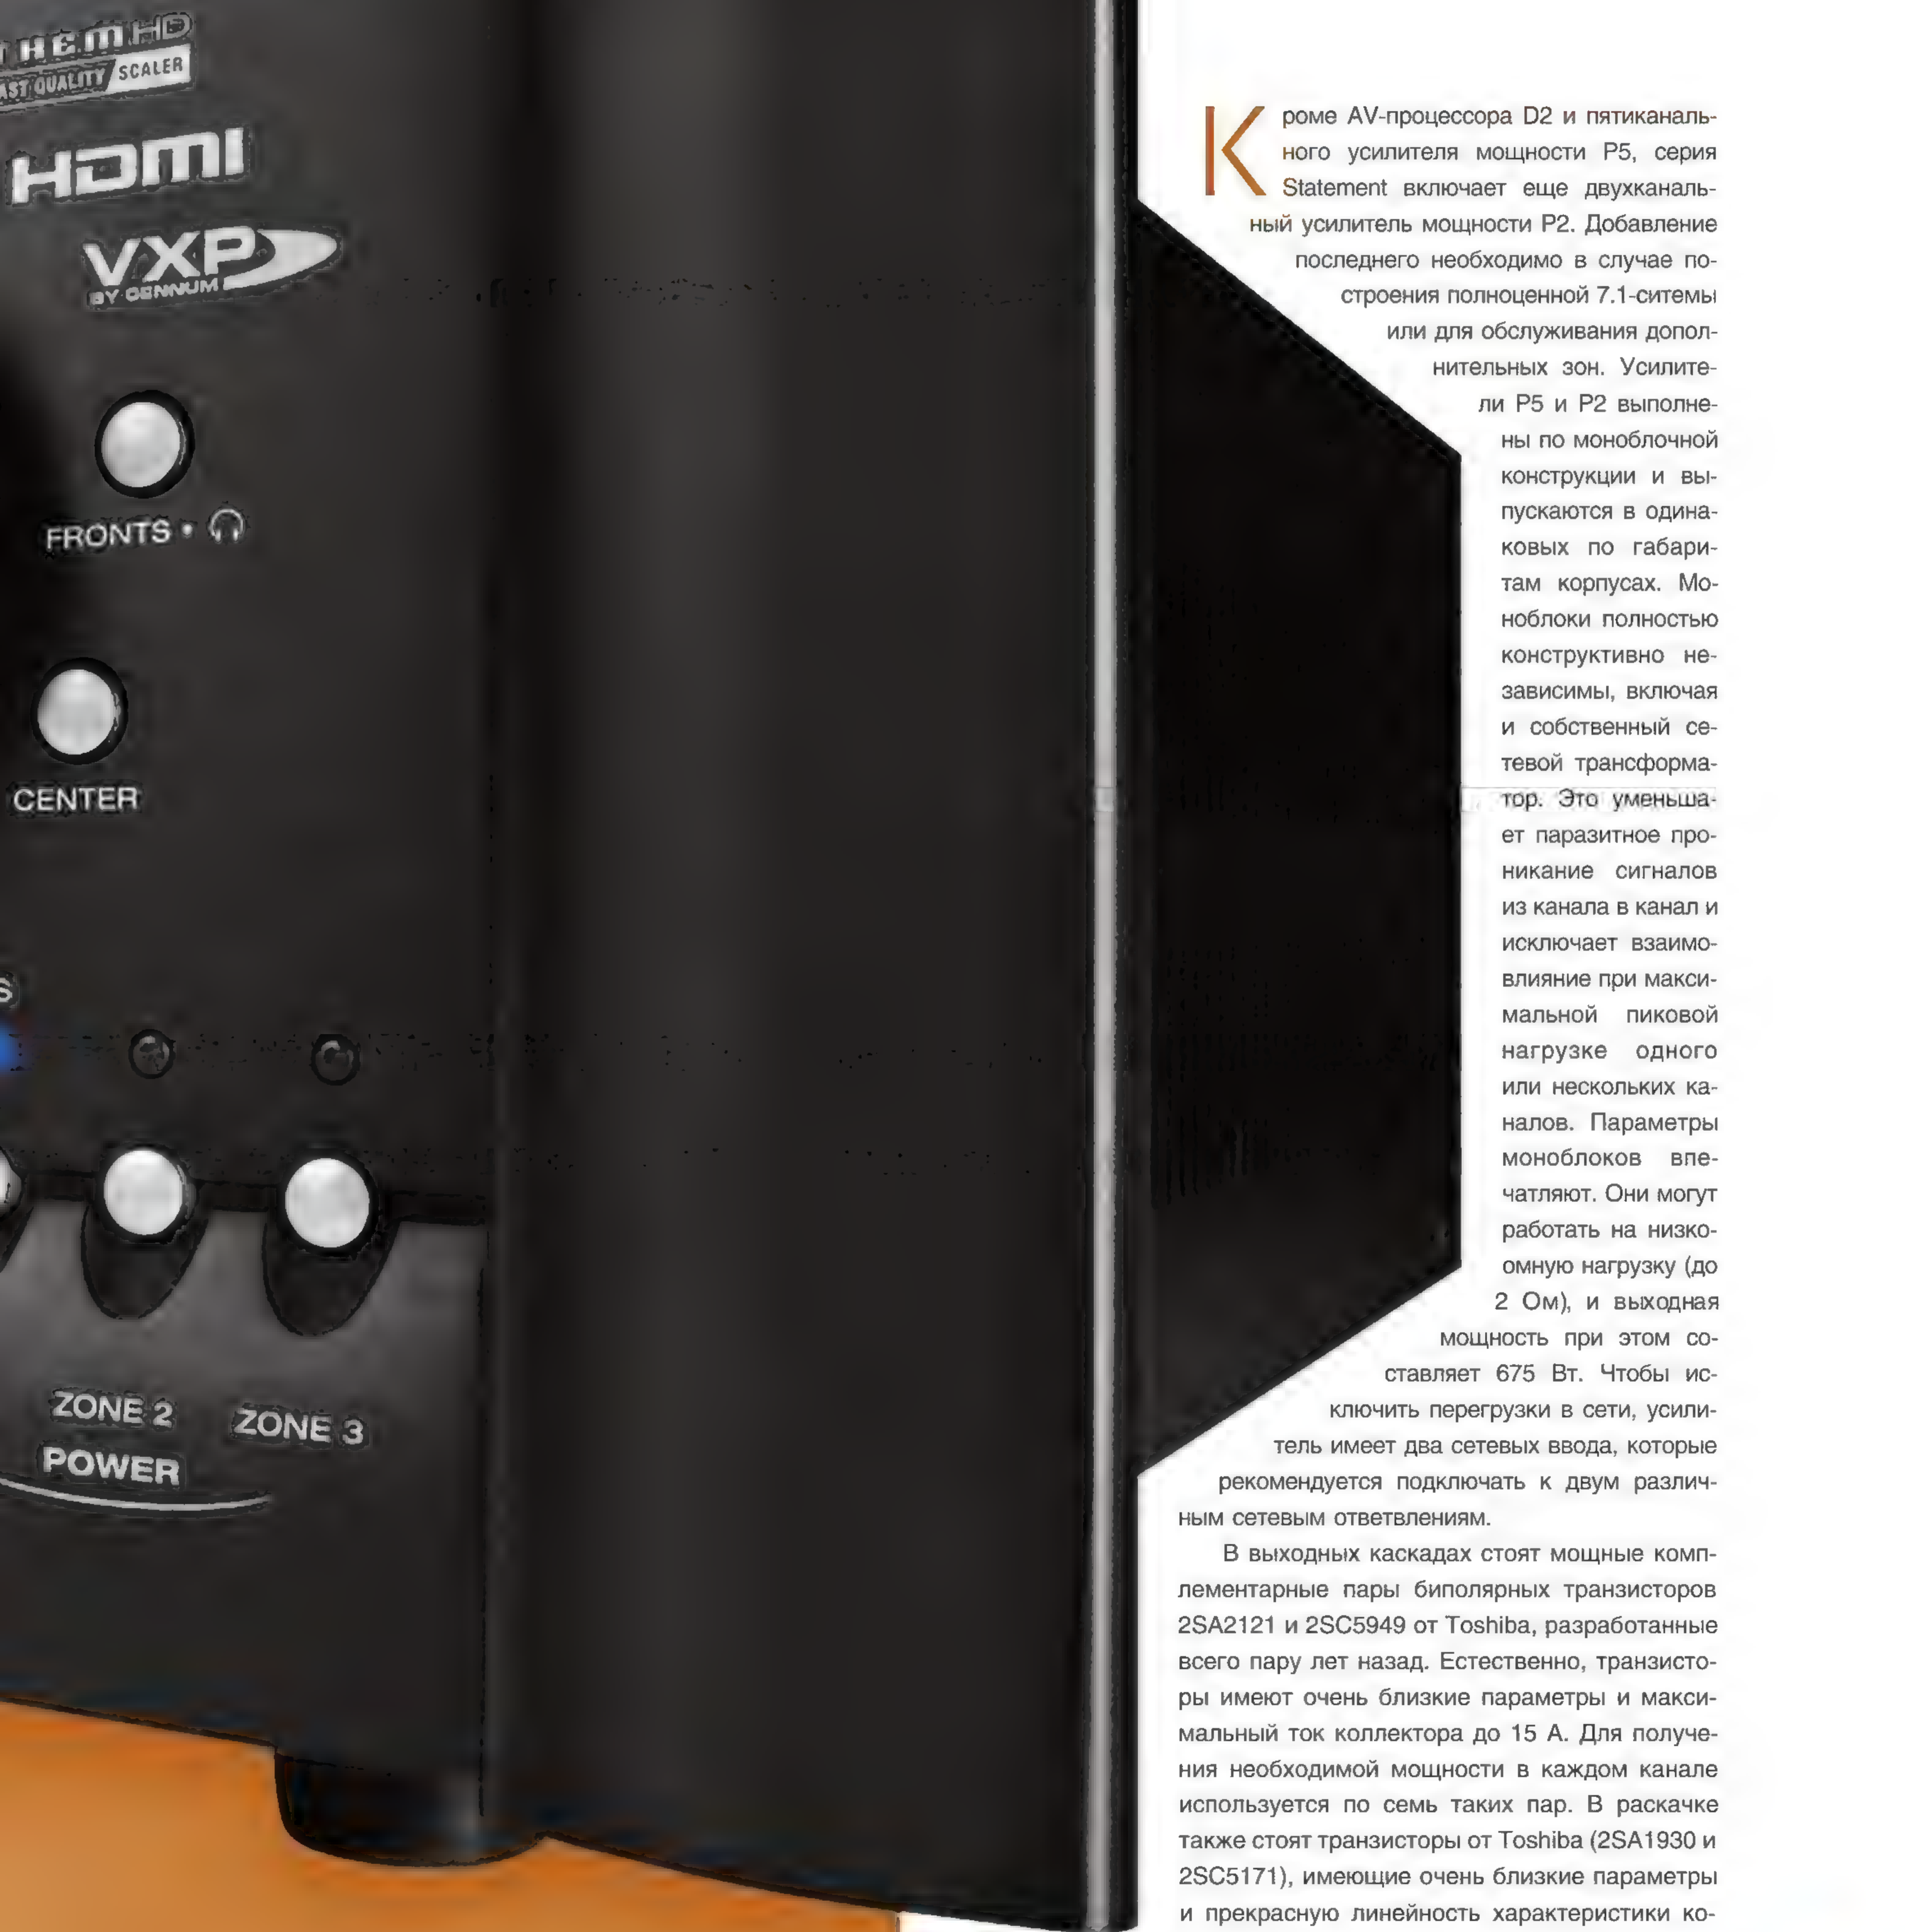 HD
QUALITY SCALER
HDMI
VXP
BY GENNUM
FRONTS •
CENTER
S
ZONE 2 ZONE 3
POWER
Кроме AV-процессора D2 и пятиканаль-
ного усилителя мощности P5, серия
Statement включает еще двухканаль-
ный усилитель мощности P2. Добавление
последнего необходимо в случае по-
строения полноценной 7.1-ситемы
или для обслуживания допол-
нительных зон. Усилите-
ли P5 и P2 выполне-
ны по моноблочной
конструкции и вы-
пускаются в одина-
ковых по габари-
там корпусах. Мо-
ноблоки полностью
конструктивно не-
зависимы, включая
и собственный се-
тевой трансформа-
тор. Это уменьша-
ет паразитное про-
никание сигналов
из канала в канал и
исключает взаимо-
влияние при макси-
мальной пиковой
нагрузке одного
или нескольких ка-
налов. Параметры
моноблоков впе-
чатляют. Они могут
работать на низко-
омную нагрузку (до
2 Ом), и выходная
мощность при этом со-
ставляет 675 Вт. Чтобы ис-
ключить перегрузки в сети, усили-
тель имеет два сетевых ввода, которые
рекомендуется подключать к двум различ-
ным сетевым ответвлениям.
В выходных каскадах стоят мощные комп-
лементарные пары биполярных транзисторов
2SA2121 и 2SC5949 от Toshiba, разработанные
всего пару лет назад. Естественно, транзисто-
ры имеют очень близкие параметры и макси-
мальный ток коллектора до 15 А. Для получе-
ния необходимой мощности в каждом канале
используется по семь таких пар. В раскачке
также стоят транзисторы от Toshiba (2SA1930 и
2SC5171), имеющие очень близкие параметры
и прекрасную линейность характеристики ко-